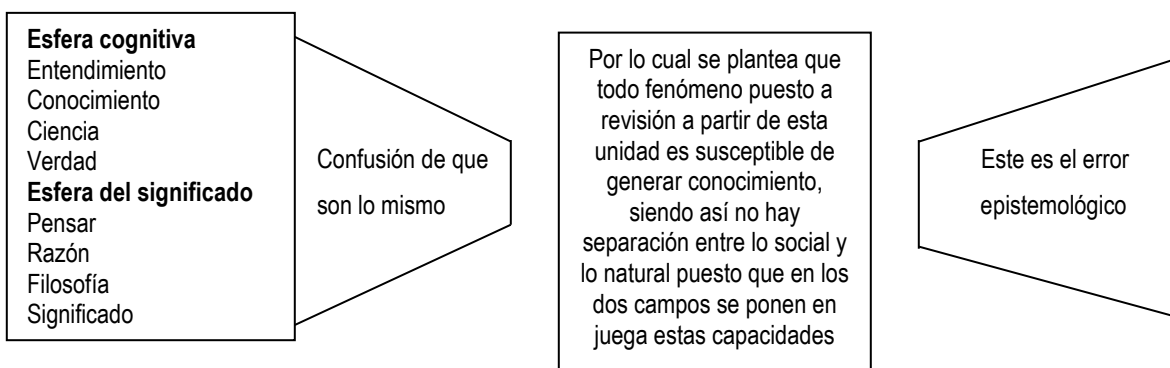 Esfera cognitiva
Entendimiento
Conocimiento
Ciencia
Verdad
Esfera del significado
Pensar
Razón
Filosofía
Significado
Confusión de que
son lo mismo
Por lo cual se plantea que
todo fenómeno puesto a
revisión a partir de esta
unidad es susceptible de
generar conocimiento,
siendo así no hay
separación entre lo social y
lo natural puesto que en los
dos campos se ponen en
juega estas capacidades
Este es el error
epistemológico